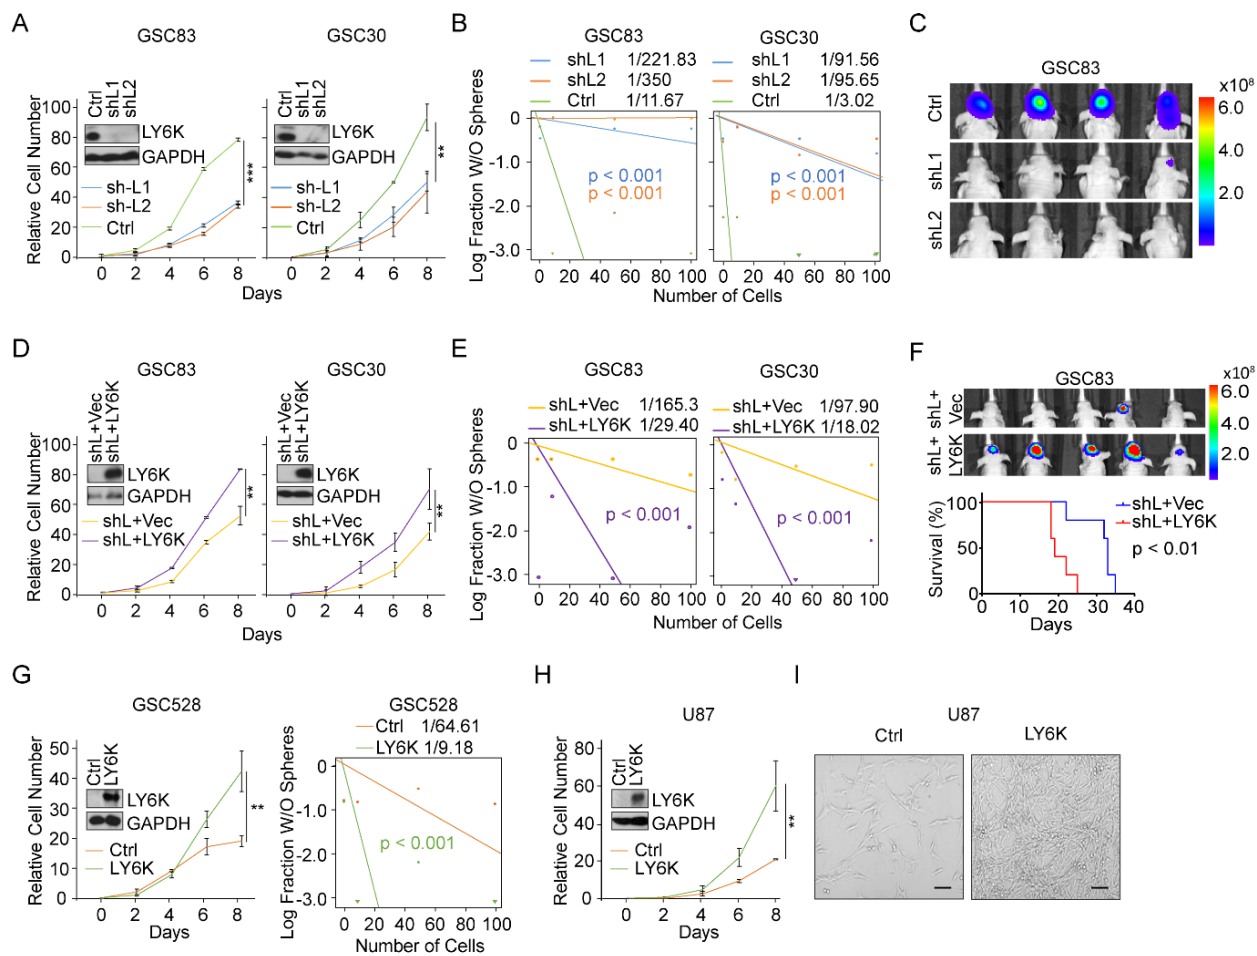 A
GSC83
GSC30
Relative Cell Number
100
80
60
40
20
0
Ctrl
shL1
shL2
LY6K
GAPDH
sh-L1
sh-L2
Ctrl
***
0 2 4 6 8
Ctrl
shL1
shL2
LY6K
GAPDH
sh-L1
sh-L2
Ctrl
**
0 2 4 6 8
Days
B
GSC83
shL1 1/221.83
shL2 1/350
Ctrl 1/11.67
GSC30
shL1 1/91.56
shL2 1/95.65
Ctrl 1/3.02
Log Fraction W/O Spheres
0
-1.0
-2.0
-3.0
p < 0.001
p < 0.001
p < 0.001
p < 0.001
0 20 40 60 80 100
0 20 40 60 80 100
Number of Cells
C
GSC83
Ctrl
shL1
shL2
x10⁸
6.0
4.0
2.0
D
GSC83
GSC30
Relative Cell Number
100
80
60
40
20
0
shL+Vec
shL+LY6K
LY6K
GAPDH
shL+Vec
shL+LY6K
**
0 2 4 6 8
shL+Vec
shL+LY6K
LY6K
GAPDH
shL+Vec
shL+LY6K
**
0 2 4 6 8
Days
E
GSC83
GSC30
shL+Vec 1/165.3
shL+LY6K 1/29.40
shL+Vec 1/97.90
shL+LY6K 1/18.02
Log Fraction W/O Spheres
0
-1.0
-2.0
-3.0
p < 0.001
p < 0.001
0 20 40 60 80 100
0 20 40 60 80 100
Number of Cells
F
GSC83
shL+
Vec
shL+
LY6K
x10⁸
6.0
4.0
2.0
Survival (%)
100
50
0
shL+Vec
shL+LY6K
p < 0.01
0 10 20 30 40
Days
G
GSC528
Relative Cell Number
50
40
30
20
10
0
Ctrl
LY6K
LY6K
GAPDH
Ctrl
LY6K
**
0 2 4 6 8
Days
GSC528
Ctrl 1/64.61
LY6K 1/9.18
Log Fraction W/O Spheres
0
-1.0
-2.0
-3.0
p < 0.001
0 20 40 60 80 100
Number of Cells
H
U87
Relative Cell Number
80
60
40
20
0
Ctrl
LY6K
LY6K
GAPDH
Ctrl
LY6K
**
0 2 4 6 8
Days
I
U87
Ctrl
LY6K